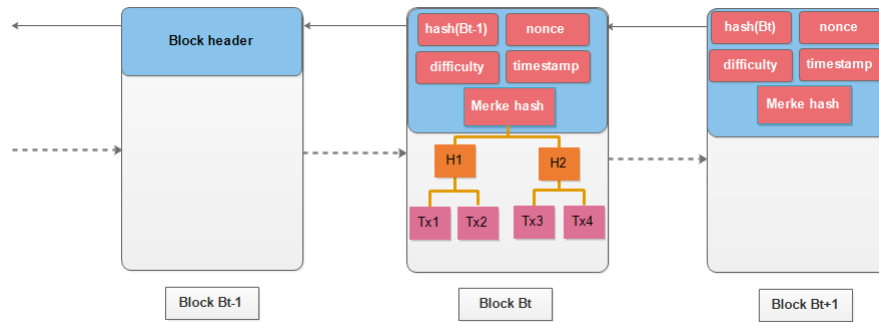 Block header
hash(Bt-1) nonce
difficulty timestamp
Merke hash
H1 H2
Tx1 Tx2 Tx3 Tx4
hash(Bt) nonce
difficulty timestamp
Merke hash
Block Bt-1 Block Bt Block Bt+1